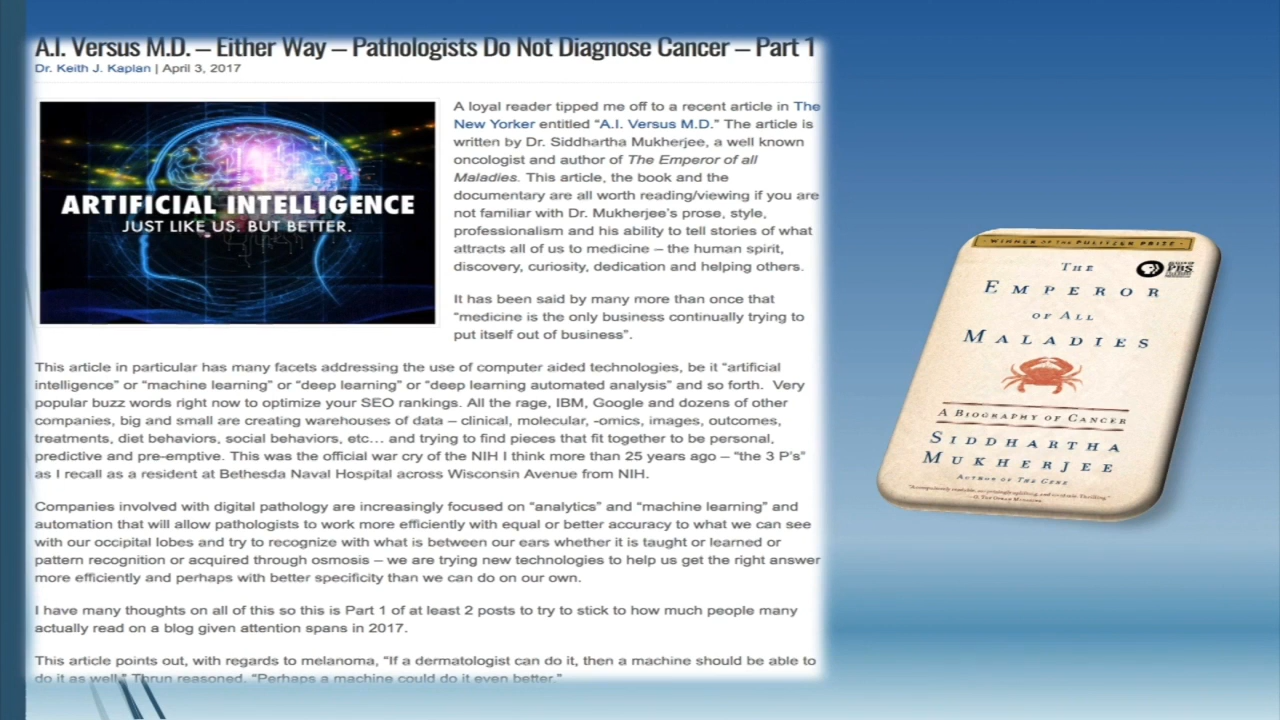 A.I. Versus M.D. – Either Way – Pathologists Do Not Diagnose Cancer – Part 1
Dr. Keith J. Kaplan | April 3, 2017
ARTIFICIAL INTELLIGENCE
JUST LIKE US. BUT BETTER.
A loyal reader tipped me off to a recent article in The
New Yorker entitled “A.I. Versus M.D.” The article is
written by Dr. Siddhartha Mukherjee, a well known
oncologist and author of The Emperor of all
Maladies. This article, the book and the
documentary are all worth reading/viewing if you are
not familiar with Dr. Mukherjee’s prose, style,
professionalism and his ability to tell stories of what
attracts all of us to medicine – the human spirit,
discovery, curiosity, dedication and helping others.
It has been said by many more than once that
“medicine is the only business continually trying to
put itself out of business”.
This article in particular has many facets addressing the use of computer aided technologies, be it “artificial
intelligence” or “machine learning” or “deep learning” or “deep learning automated analysis” and so forth.  Very
popular buzz words right now to optimize your SEO rankings. All the rage, IBM, Google and dozens of other
companies, big and small are creating warehouses of data – clinical, molecular, -omics, images, outcomes,
treatments, diet behaviors, social behaviors, etc… and trying to find pieces that fit together to be personal,
predictive and pre-emptive. This was the official war cry of the NIH I think more than 25 years ago – “the 3 P’s”
as I recall as a resident at Bethesda Naval Hospital across Wisconsin Avenue from NIH.
Companies involved with digital pathology are increasingly focused on “analytics” and “machine learning” and
automation that will allow pathologists to work more efficiently with equal or better accuracy to what we can see
with our occipital lobes and try to recognize with what is between our ears whether it is taught or learned or
pattern recognition or acquired through osmosis – we are trying new technologies to help us get the right answer
more efficiently and perhaps with better specificity than we can do on our own.
I have many thoughts on all of this so this is Part 1 of at least 2 posts to try to stick to how much people many
actually read on a blog given attention spans in 2017.
This article points out, with regards to melanoma, “If a dermatologist can do it, then a machine should be able to
do it as well,” Thrun reasoned. “Perhaps a machine could do it even better.”
WINNER OF THE PULITZER PRIZE
PBS
THE
EMPEROR
OF ALL
MALADIES
A BIOGRAPHY OF CANCER
SIDDHARTHA
MUKHERJEE
AUTHOR OF THE GENE